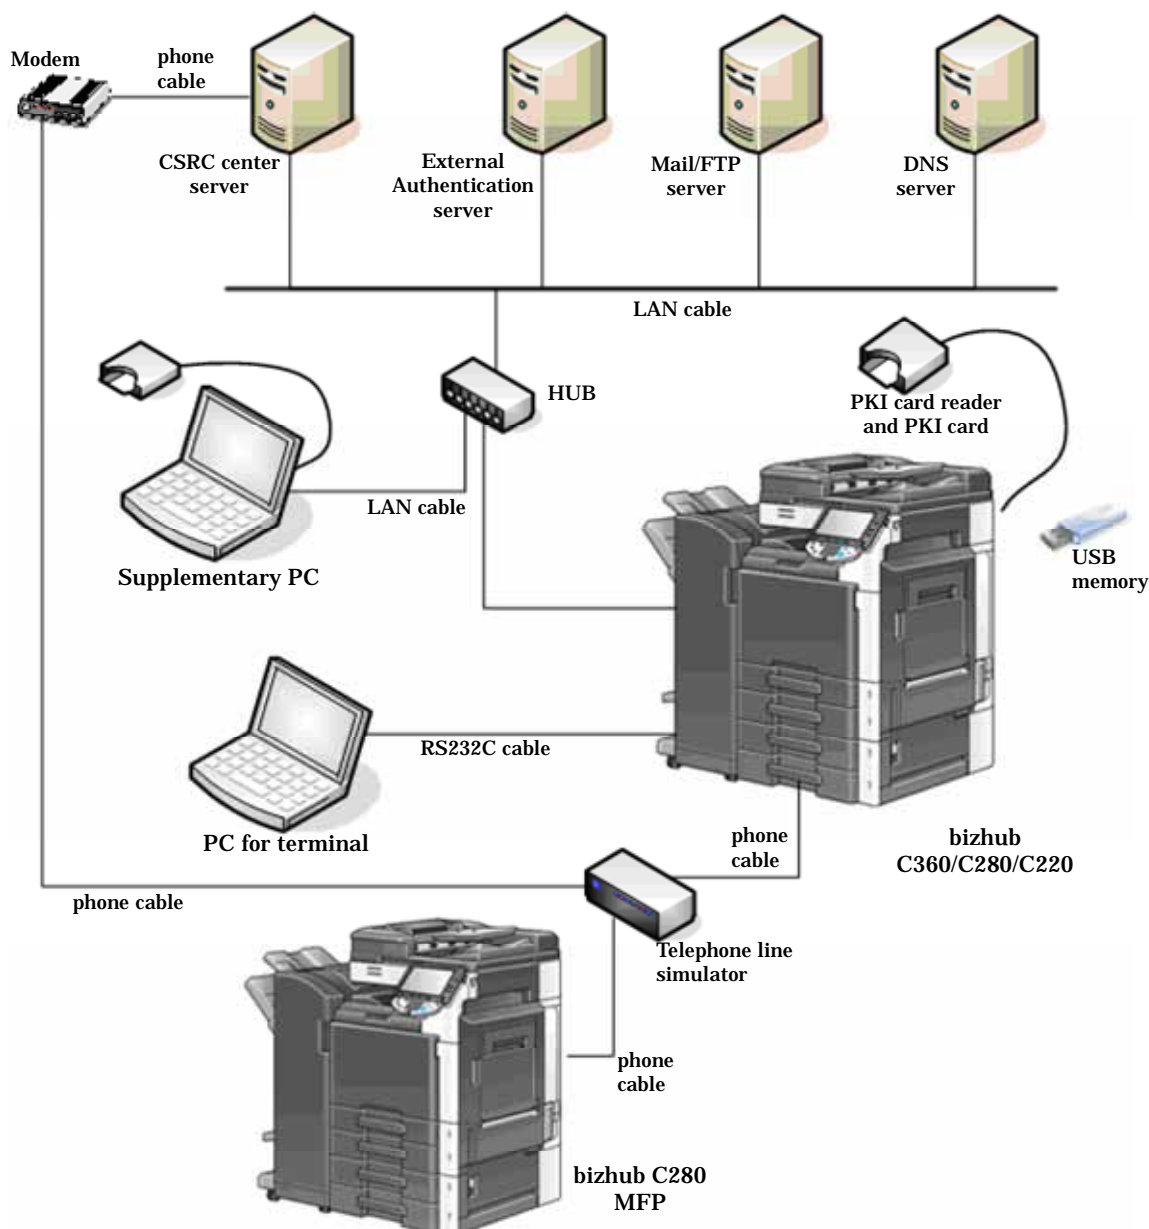 Modem
phone
cable
CSRC center
server
External
Authentication
server
Mail/FTP
server
DNS
server
LAN cable
HUB
PKI card reader
and PKI card
LAN cable
Supplementary PC
USB
memory
RS232C cable
PC for terminal
phone
cable
bizhub
C360/C280/C220
phone cable
Telephone line
simulator
phone
cable
bizhub C280
MFP